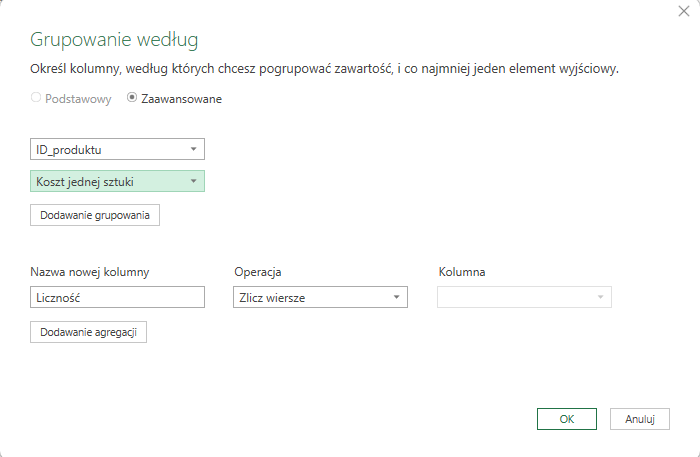 Grupowanie według
Określ kolumny, według których chcesz pogrupować zawartość, i co najmniej jeden element wyjściowy.
Podstawowy Zaawansowane
ID_produktu
Koszt jednej sztuki
Dodawanie grupowania
Nazwa nowej kolumny Operacja Kolumna
Liczność Zlicz wiersze
Dodawanie agregacji
OK Anuluj